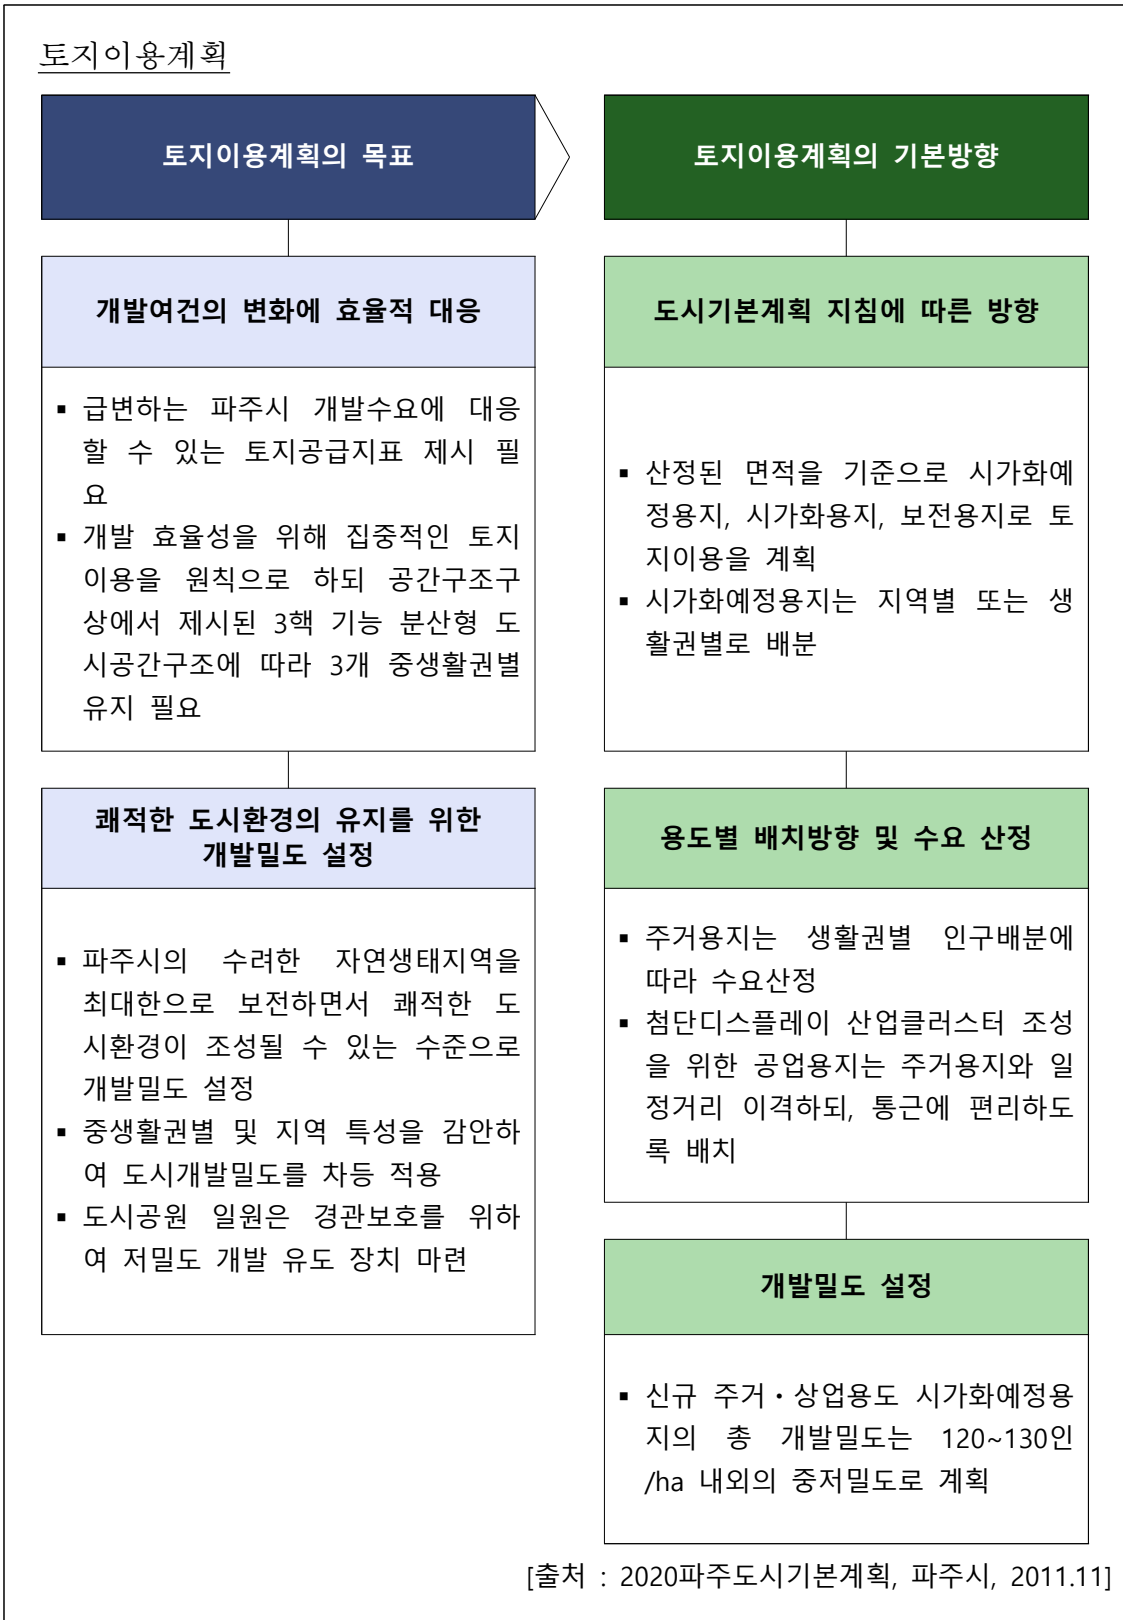 토지이용계획
토지이용계획의 목표
개발여건의 변화에 효율적 대응
▪ 급변하는 파주시 개발수요에 대응
할 수 있는 토지공급지표 제시 필
요
▪ 개발 효율성을 위해 집중적인 토지
이용을 원칙으로 하되 공간구조구
상에서 제시된 3핵 기능 분산형 도
시공간구조에 따라 3개 중생활권별
유지 필요
쾌적한 도시환경의 유지를 위한
개발밀도 설정
▪ 파주시의 수려한 자연생태지역을
최대한으로 보전하면서 쾌적한 도
시환경이 조성될 수 있는 수준으로
개발밀도 설정
▪ 중생활권별 및 지역 특성을 감안하
여 도시개발밀도를 차등 적용
▪ 도시공원 일원은 경관보호를 위하
여 저밀도 개발 유도 장치 마련
토지이용계획의 기본방향
도시기본계획 지침에 따른 방향
▪ 산정된 면적을 기준으로 시가화예
정용지, 시가화용지, 보전용지로 토
지이용을 계획
▪ 시가화예정용지는 지역별 또는 생
활권별로 배분
용도별 배치방향 및 수요 산정
▪ 주거용지는 생활권별 인구배분에
따라 수요산정
▪ 첨단디스플레이 산업클러스터 조성
을 위한 공업용지는 주거용지와 일
정거리 이격하되, 통근에 편리하도
록 배치
개발밀도 설정
▪ 신규 주거・상업용도 시가화예정용
지의 총 개발밀도는 120~130인
/ha 내외의 중저밀도로 계획
[출처 : 2020파주도시기본계획, 파주시, 2011.11]